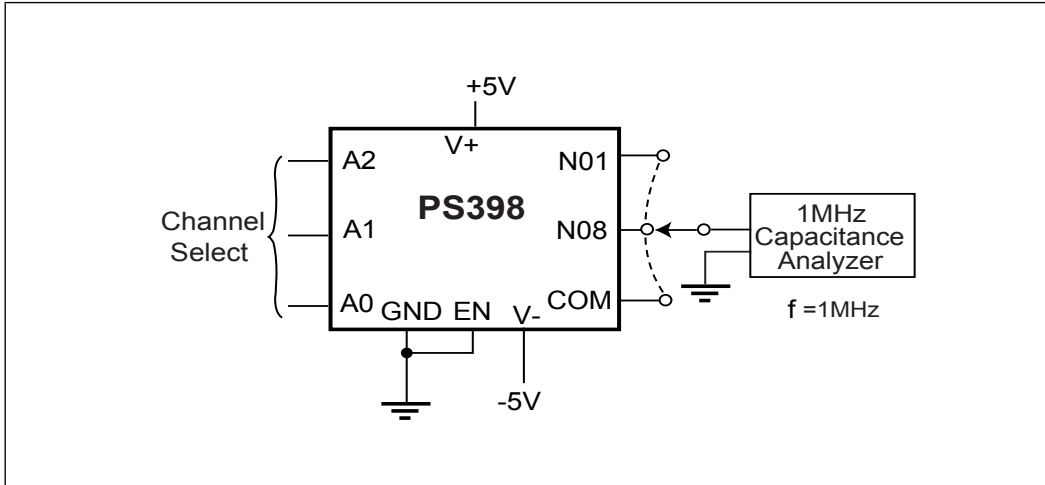 +5V
V+
A2
A1
A0
Channel
Select
PS398
N01
N08
COM
GND EN V-
-5V
1MHz
Capacitance
Analyzer
f =1MHz